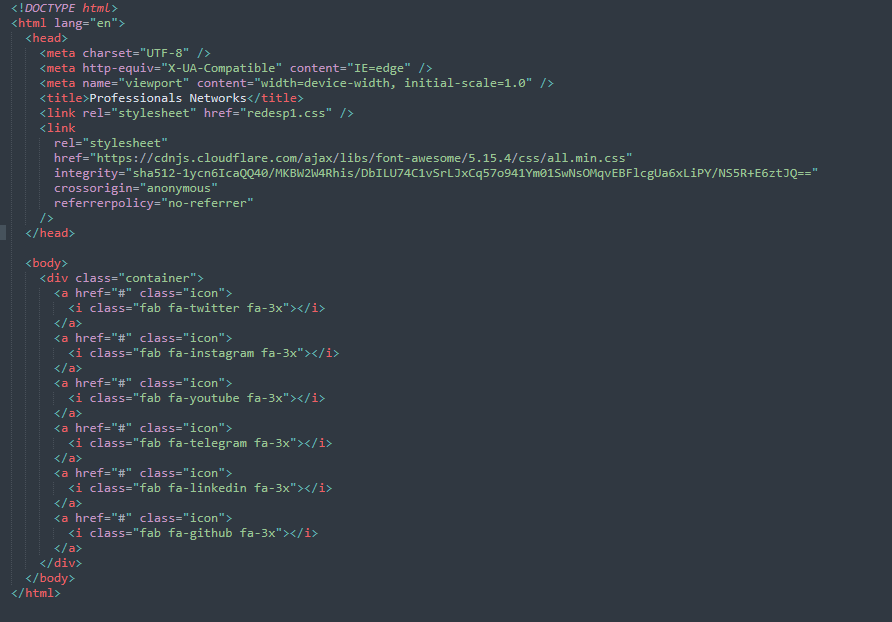 <!DOCTYPE html>
<html lang="en">
<head>
<meta charset="UTF-8" />
<meta http-equiv="X-UA-Compatible" content="IE=edge" />
<meta name="viewport" content="width=device-width, initial-scale=1.0" />
<title>Professionals Networks</title>
<link rel="stylesheet" href="redesp1.css" />
<link
rel="stylesheet"
href="https://cdnjs.cloudflare.com/ajax/libs/font-awesome/5.15.4/css/all.min.css"
integrity="sha512-1ycn6IcaQQ40/MKBW2W4Rhis/DbILU74C1vSrLJxCq57o941Ym01SwNsOMqvEBFlcgUa6xLiPY/NS5R+E6ztJQ=="
crossorigin="anonymous"
referrerpolicy="no-referrer"
/>
</head>
<body>
<div class="container">
<a href="#" class="icon">
<i class="fab fa-twitter fa-3x"></i>
</a>
<a href="#" class="icon">
<i class="fab fa-instagram fa-3x"></i>
</a>
<a href="#" class="icon">
<i class="fab fa-youtube fa-3x"></i>
</a>
<a href="#" class="icon">
<i class="fab fa-telegram fa-3x"></i>
</a>
<a href="#" class="icon">
<i class="fab fa-linkedin fa-3x"></i>
</a>
<a href="#" class="icon">
<i class="fab fa-github fa-3x"></i>
</a>
</div>
</body>
</html>